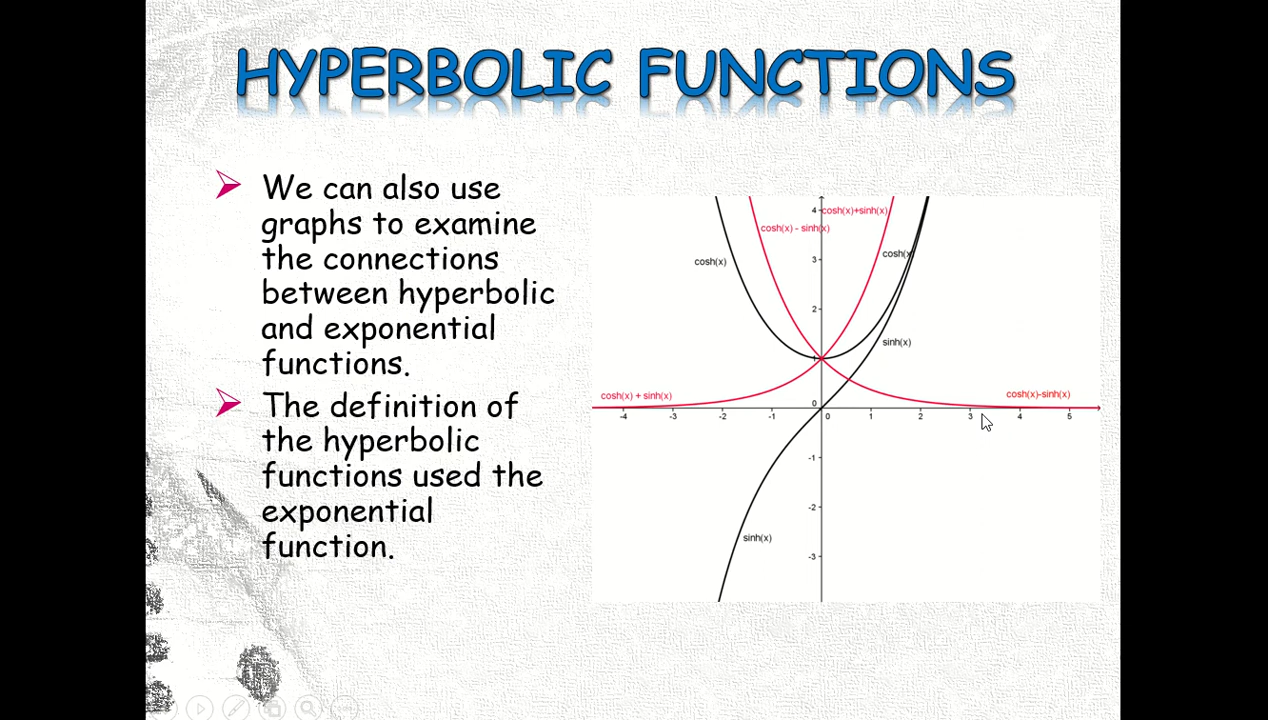 HYPERBOLIC FUNCTIONS
We can also use
graphs to examine
the connections
between hyperbolic
and exponential
functions.
The definition of
the hyperbolic
functions used the
exponential
function.
4
cosh(x)+sinh(x)
cosh(x) - sinh(x)
cosh(x)
cosh(x)
3
2
sinh(x)
1
cosh(x) + sinh(x)
cosh(x)-sinh(x)
0
-4 -3 -2 -1 0 1 2 3 4 5
-1
-2
sinh(x)
-3